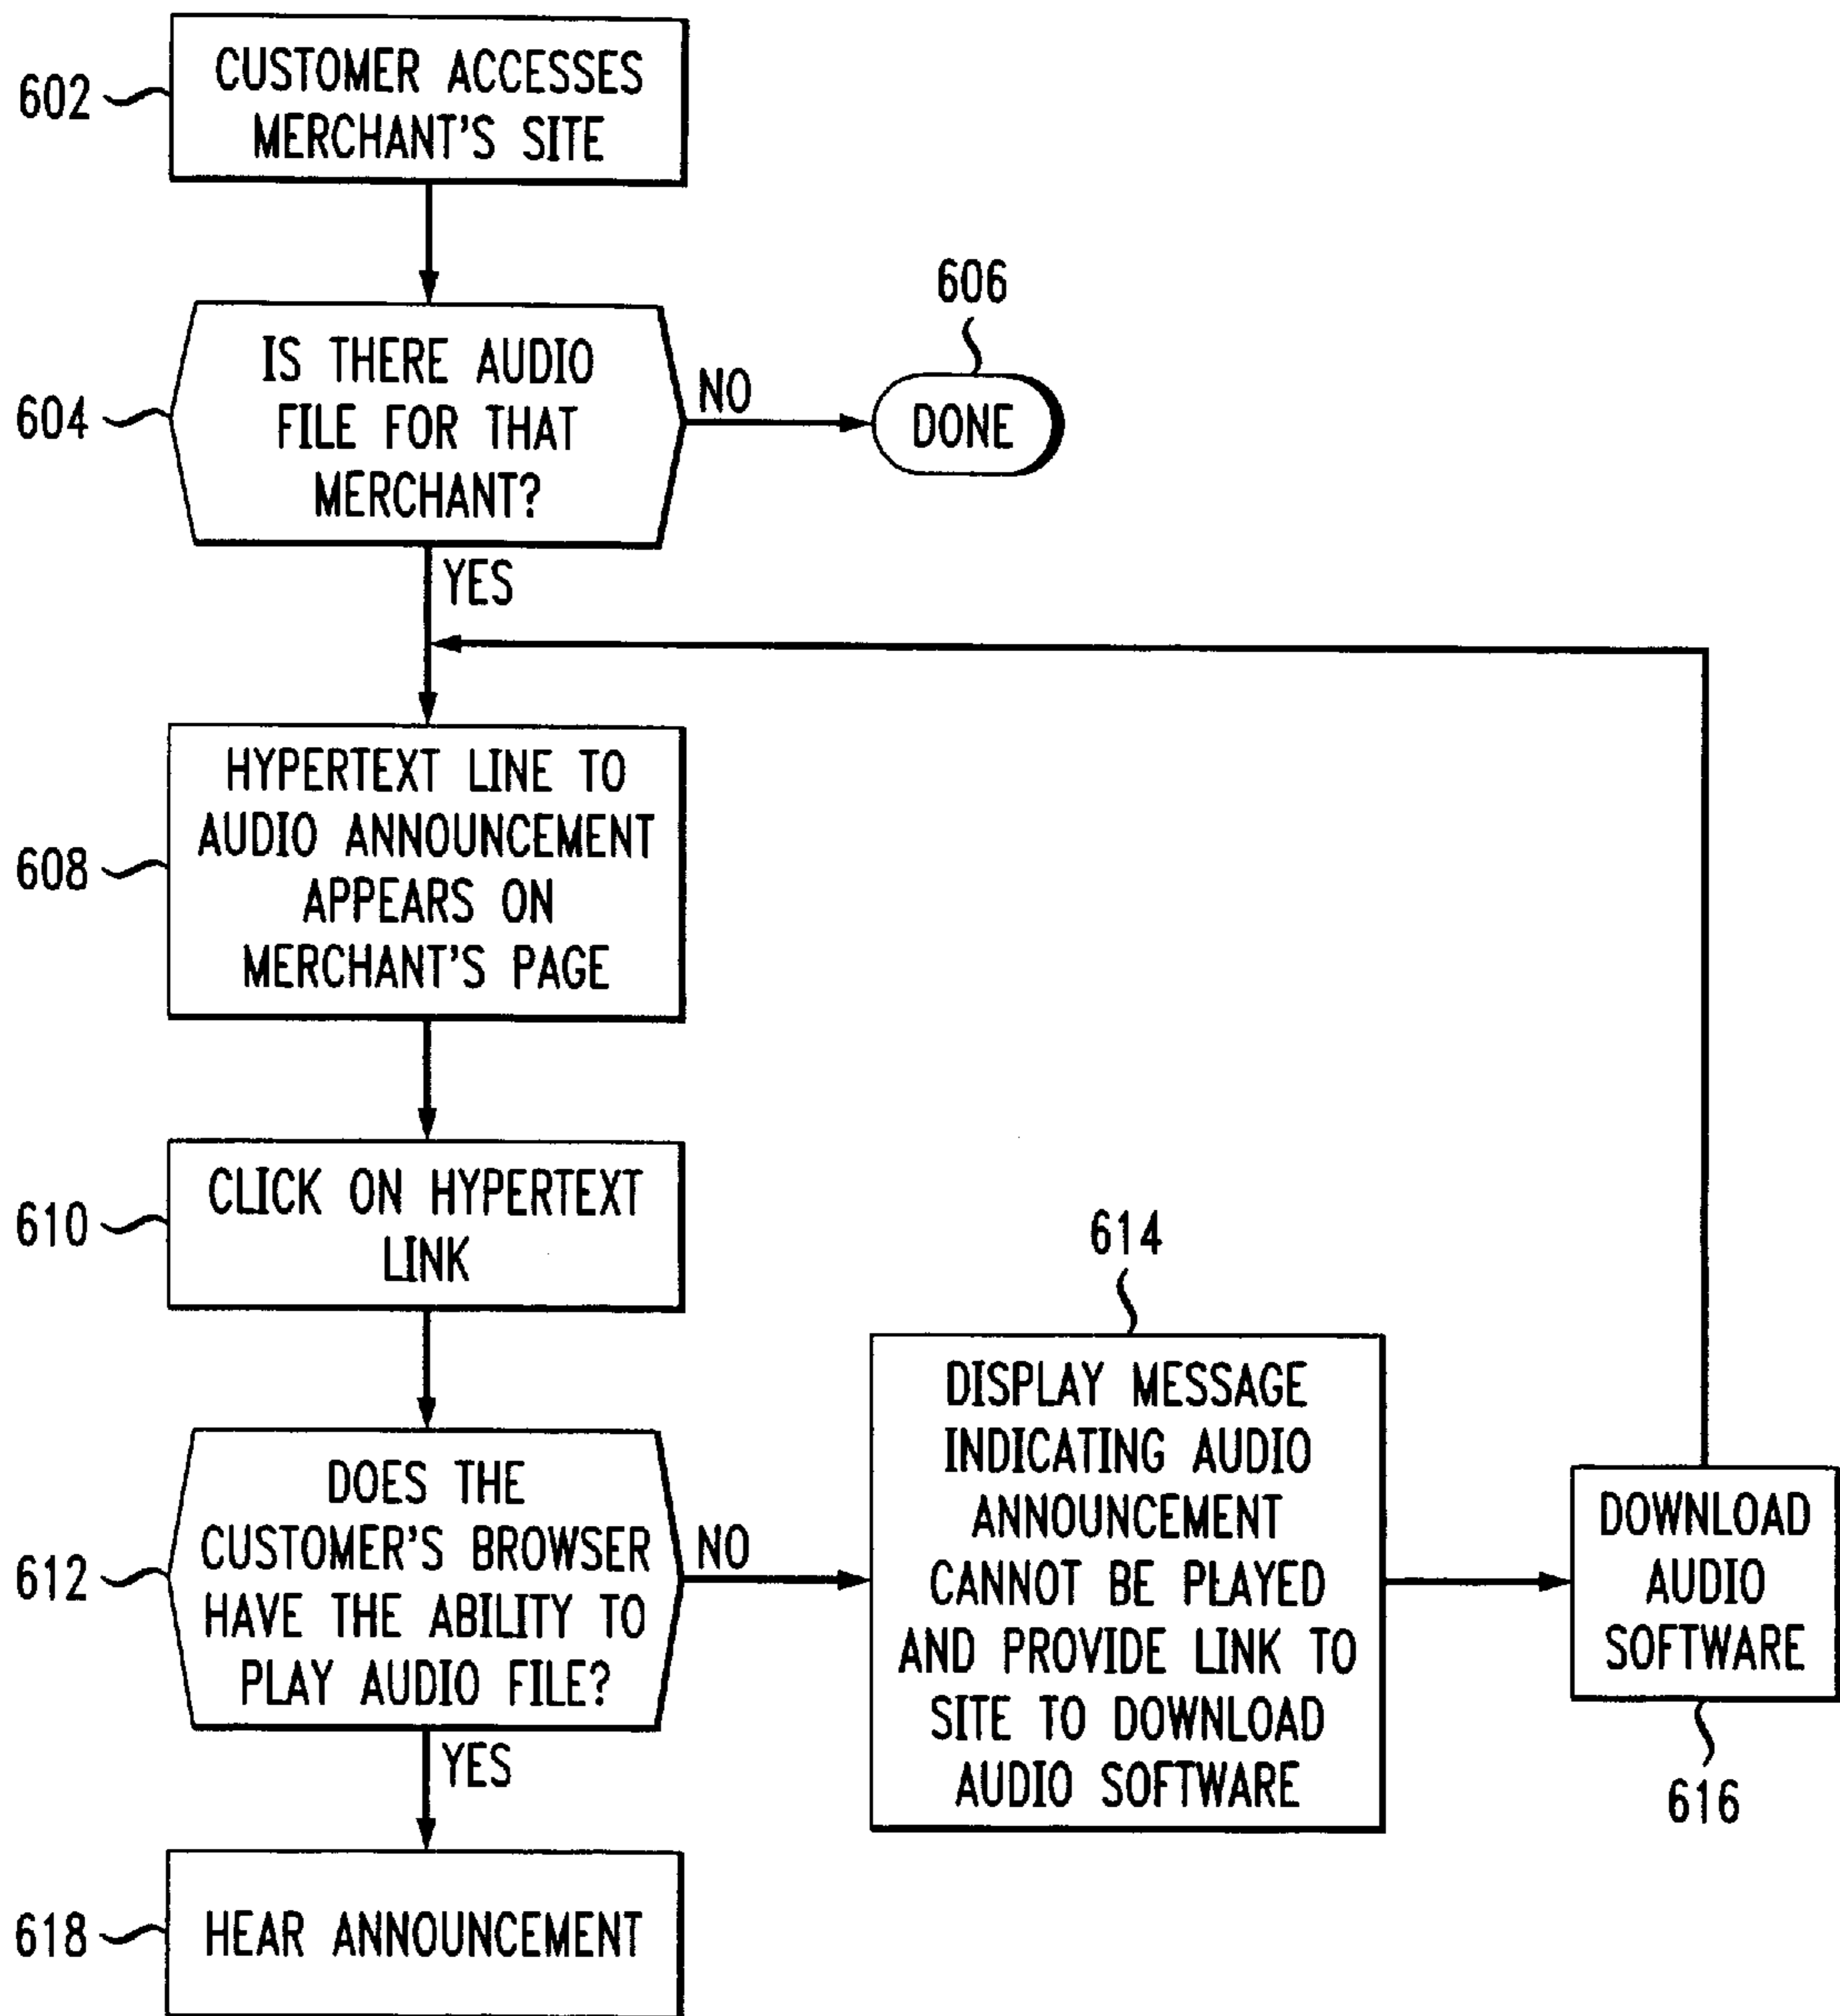 602
CUSTOMER ACCESSES
MERCHANT'S SITE
604
IS THERE AUDIO
FILE FOR THAT
MERCHANT?
NO
606
DONE
YES
608
HYPERTEXT LINE TO
AUDIO ANNOUNCEMENT
APPEARS ON
MERCHANT'S PAGE
610
CLICK ON HYPERTEXT
LINK
612
DOES THE
CUSTOMER'S BROWSER
HAVE THE ABILITY TO
PLAY AUDIO FILE?
NO
614
DISPLAY MESSAGE
INDICATING AUDIO
ANNOUNCEMENT
CANNOT BE PLAYED
AND PROVIDE LINK TO
SITE TO DOWNLOAD
AUDIO SOFTWARE
DOWNLOAD
AUDIO
SOFTWARE
616
YES
618
HEAR ANNOUNCEMENT